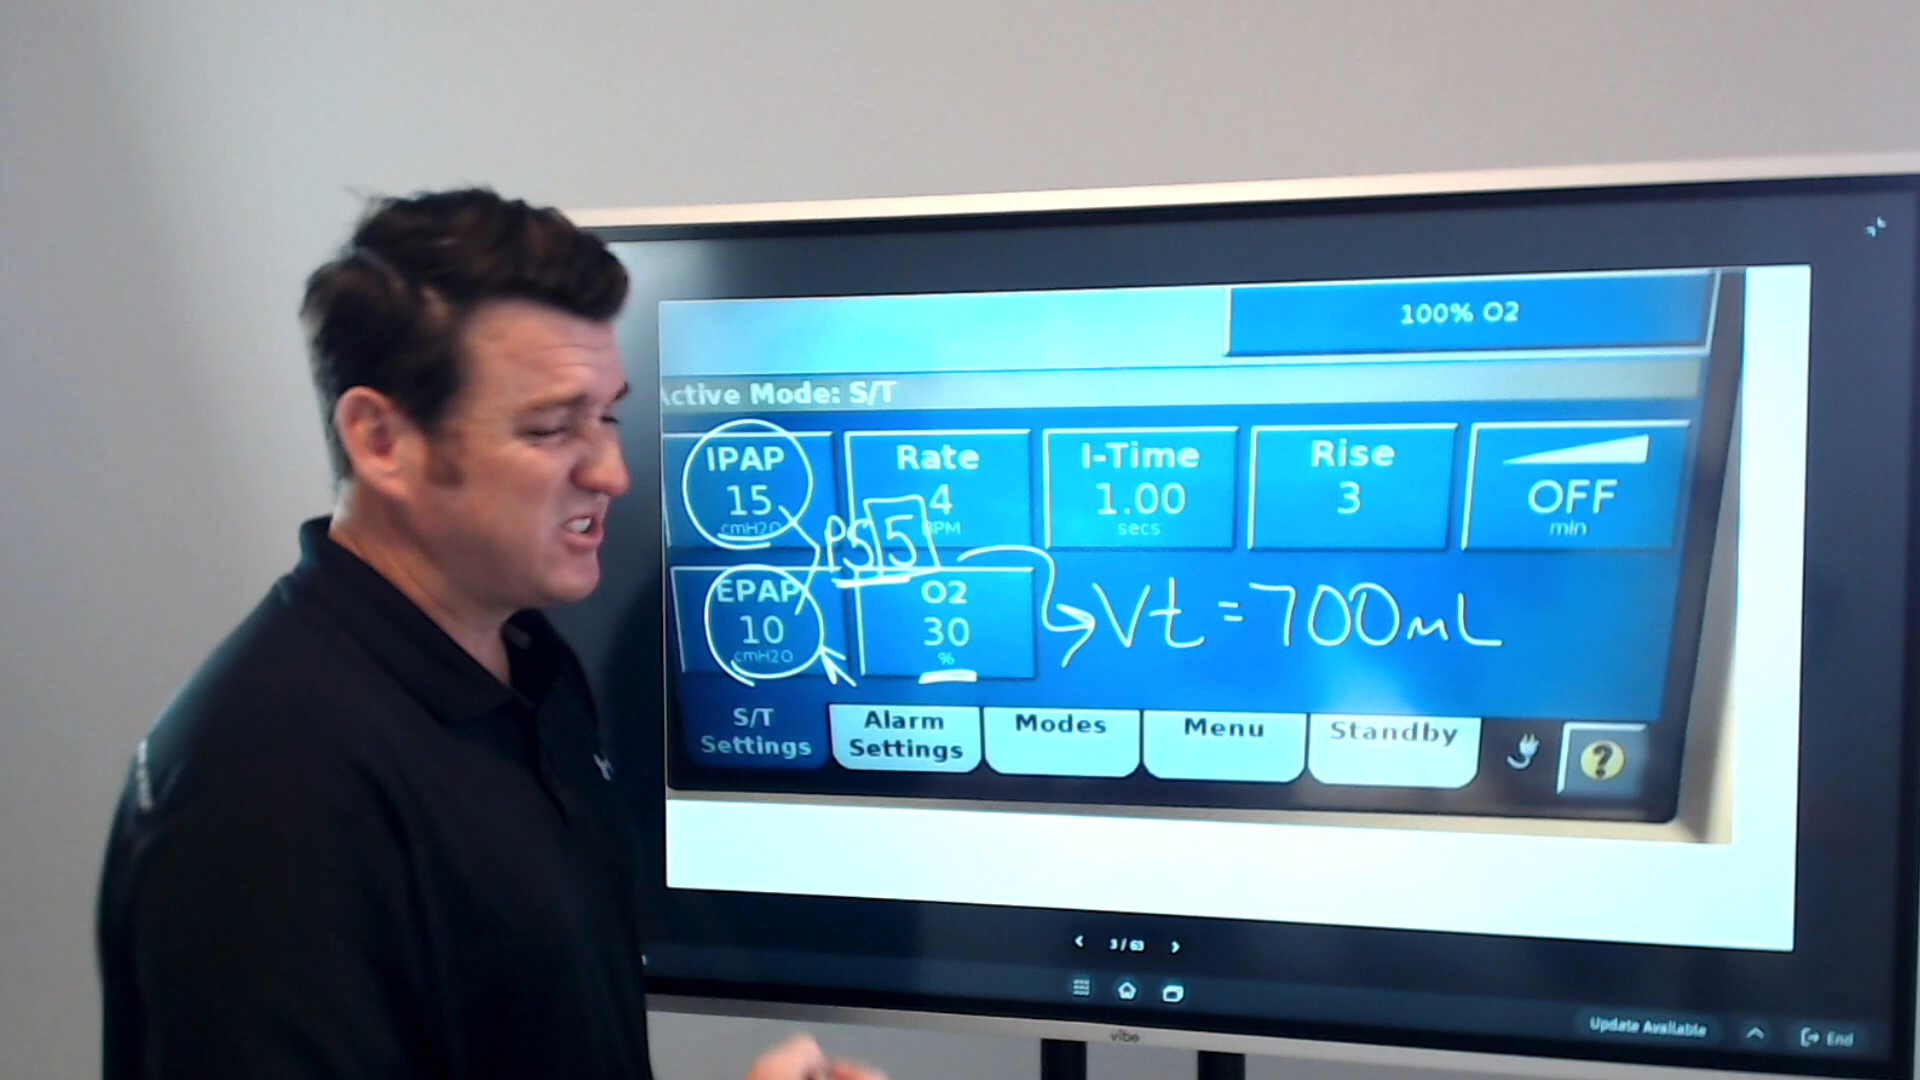 100% O2
Active Mode: S/T
IPAP
15
cmH2O
Rate
4
BPM
I-Time
1.00
secs
Rise
3
OFF
min
PS 5
EPAP
10
cmH2O
O2
30
%
Vt = 700mL
S/T
Settings
Alarm
Settings
Modes
Menu
Standby
?
3 / 63
Update Available
End
vibe